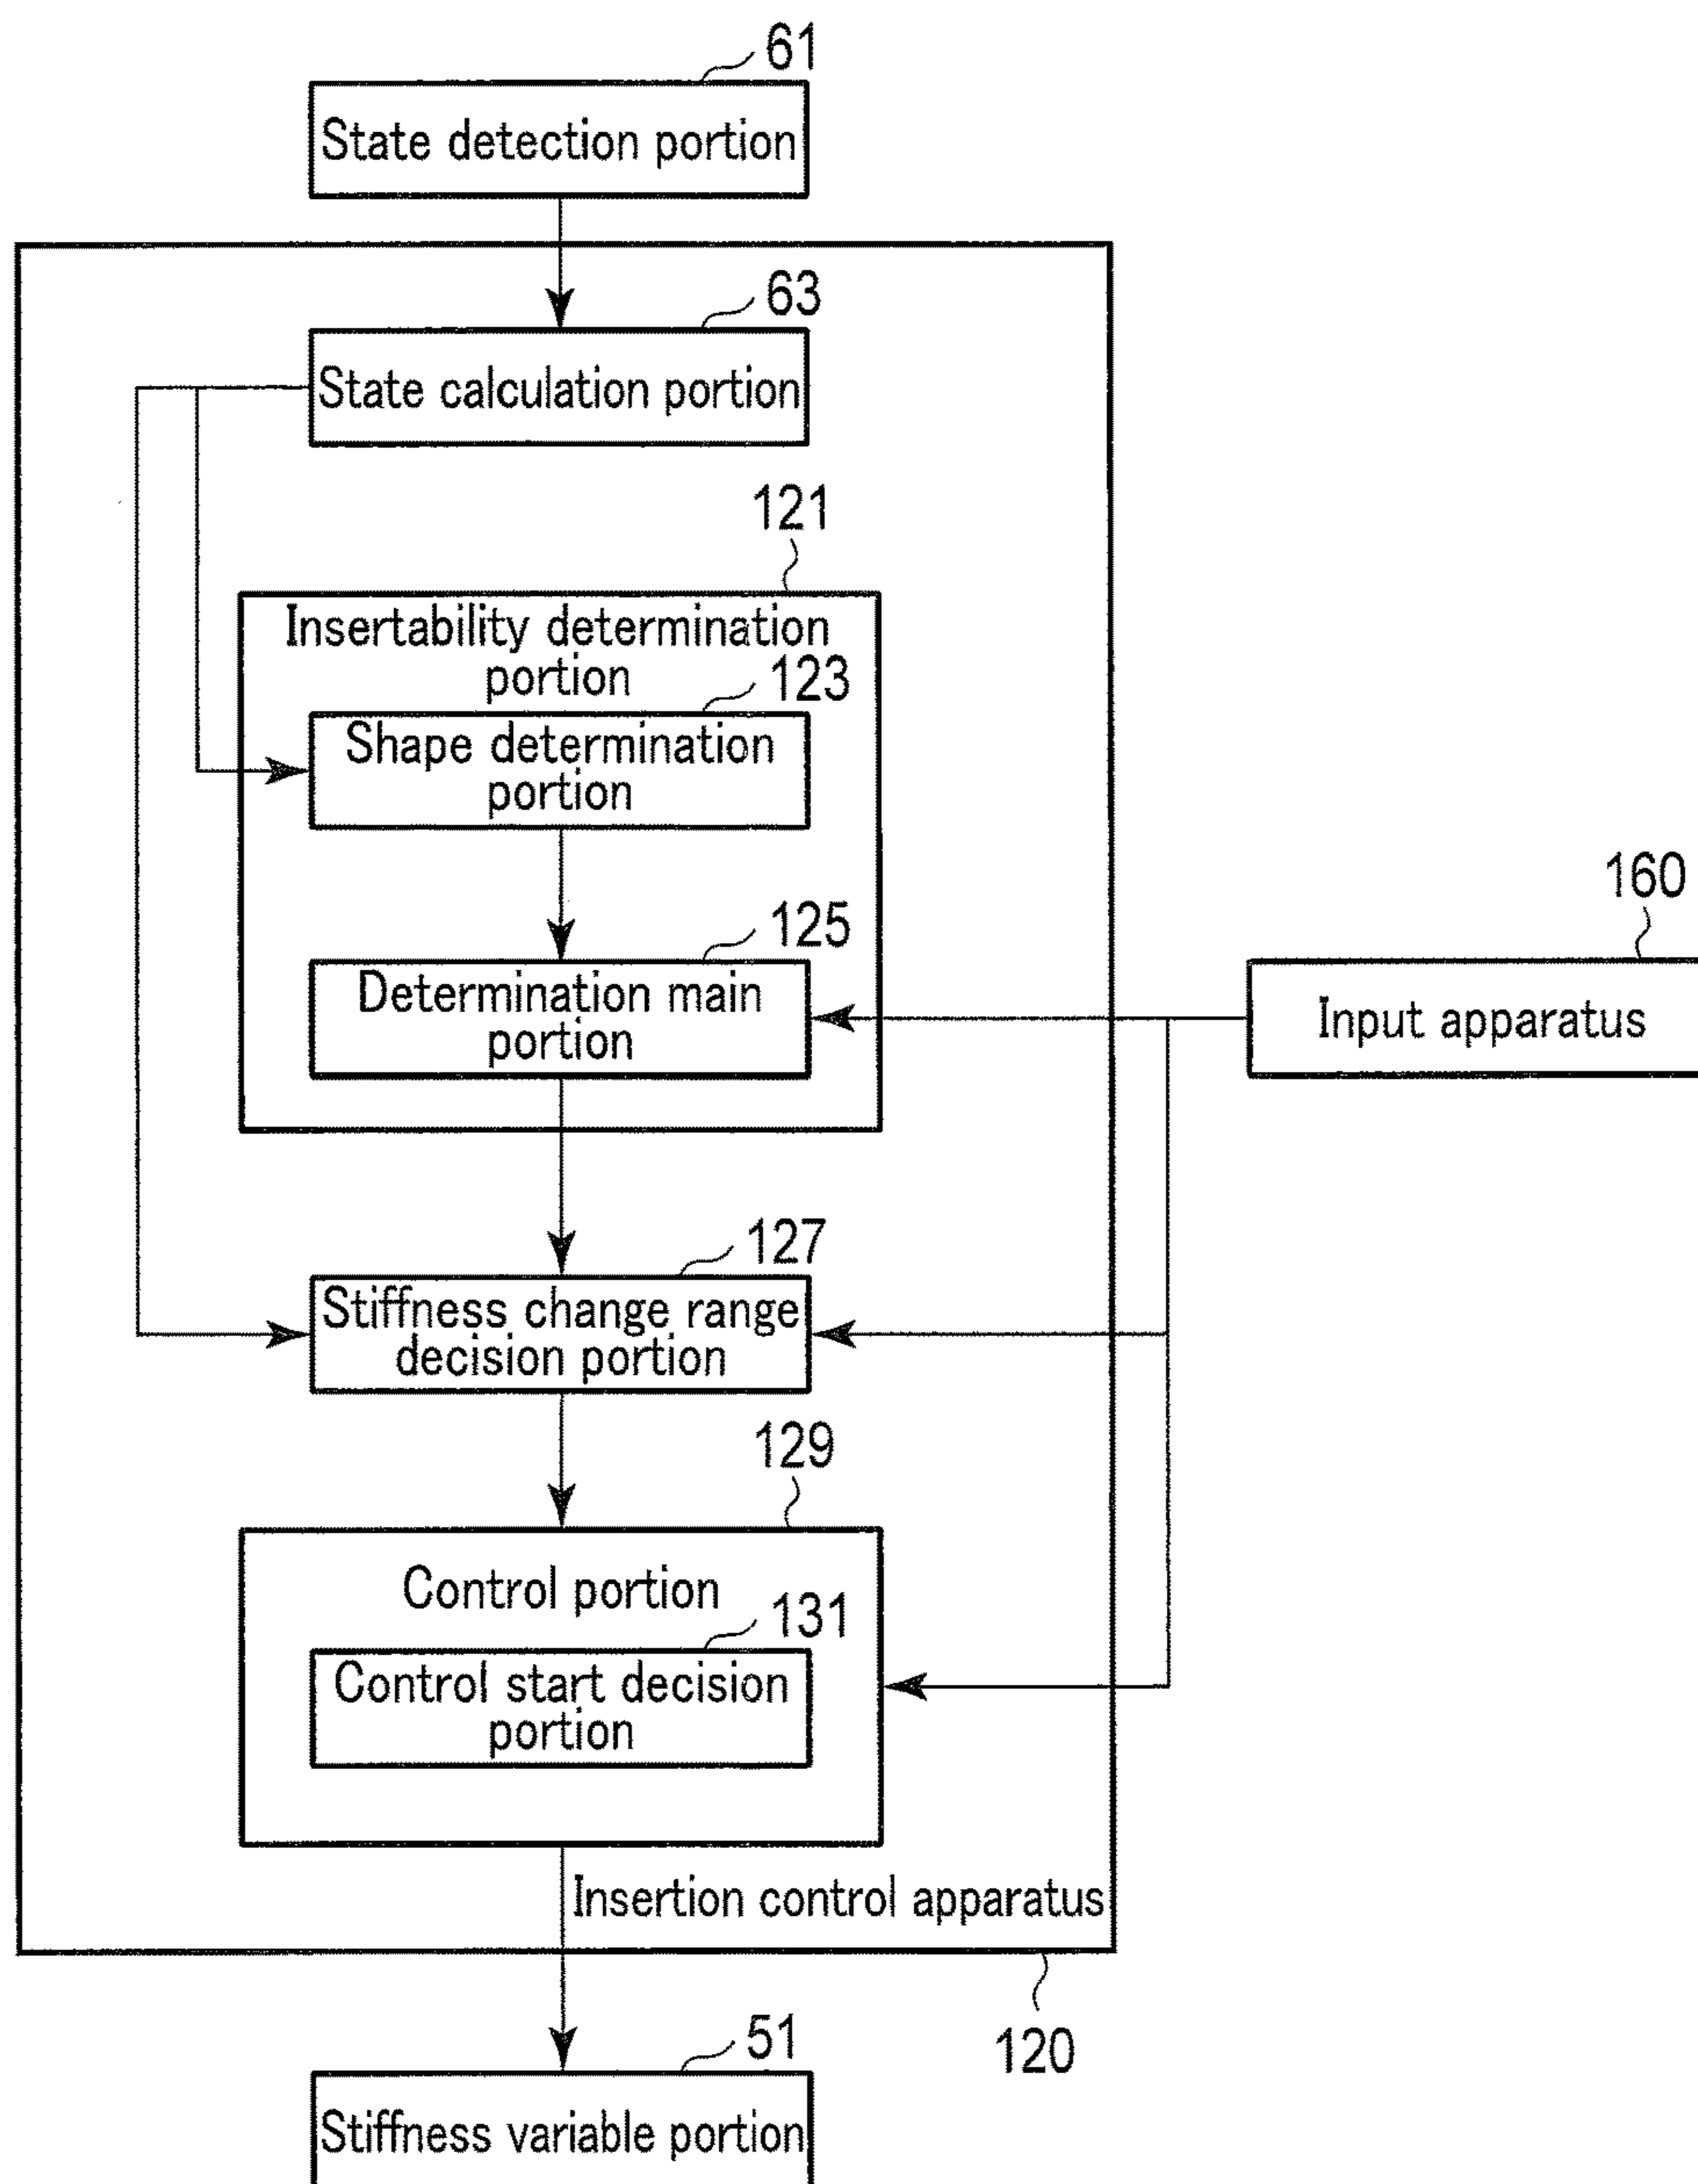 61
State detection portion
63
State calculation portion
121
Insertability determination
portion
123
Shape determination
portion
125
Determination main
portion
160
Input apparatus
127
Stiffness change range
decision portion
129
Control portion
131
Control start decision
portion
Insertion control apparatus
120
51
Stiffness variable portion